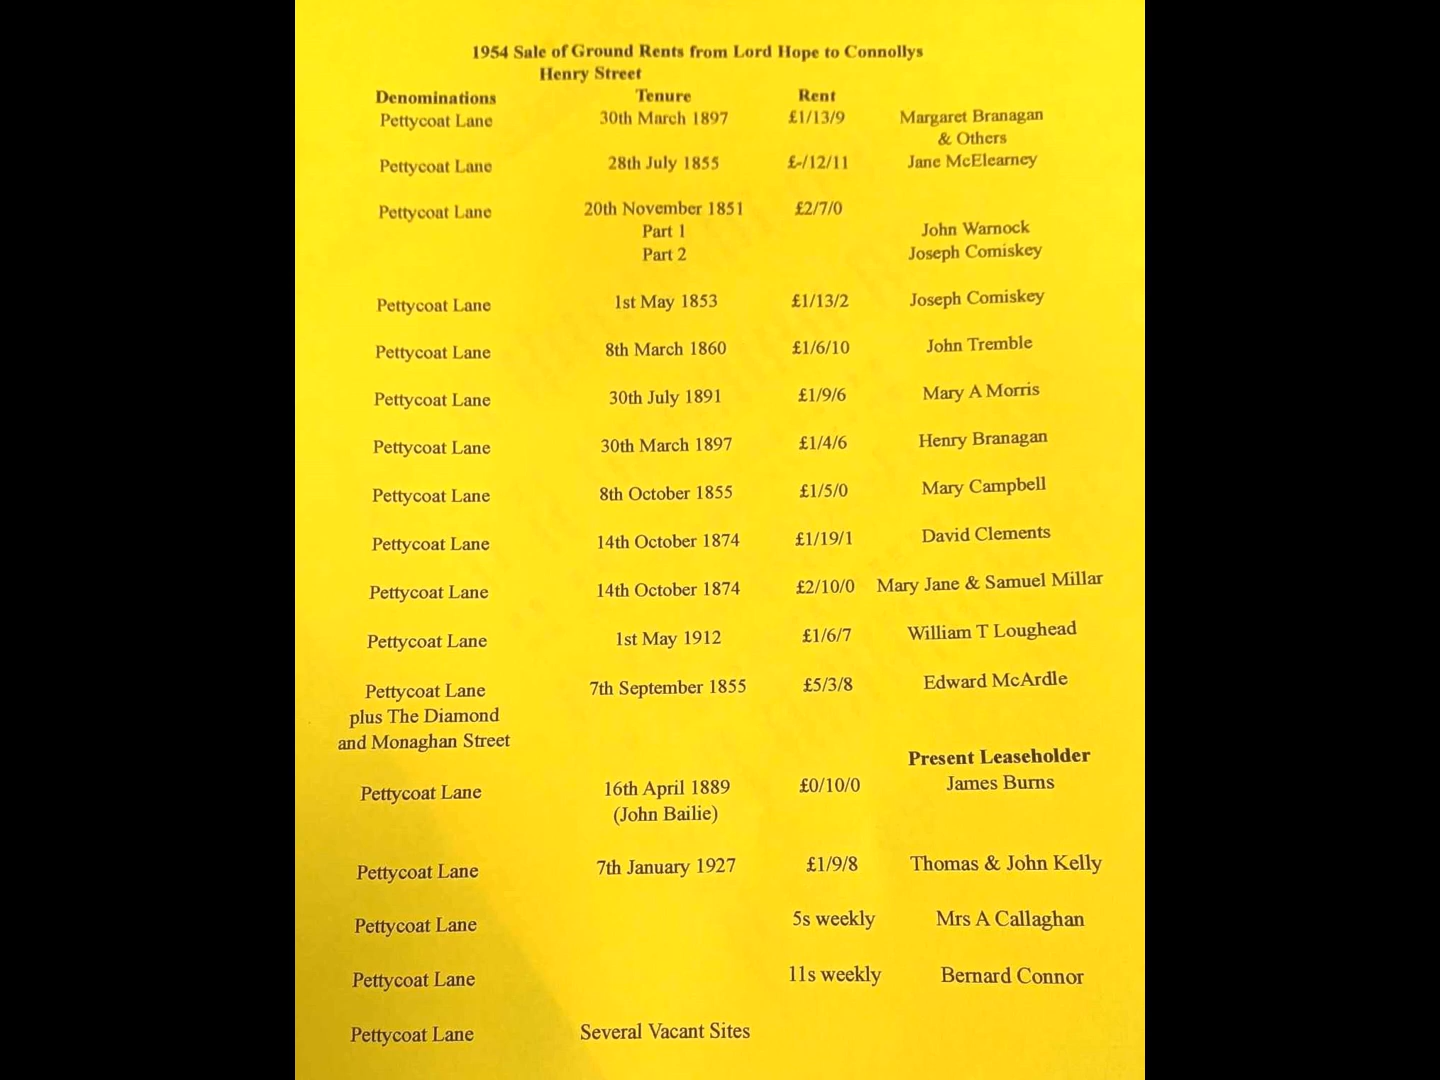 1954 Sale of Ground Rents from Lord Hope to Connollys
Henry Street
Denominations Tenure Rent
Pettycoat Lane 30th March 1897 £1/13/9 Margaret Branagan
& Others
Pettycoat Lane 28th July 1855 £-/12/11 Jane McElearney
Pettycoat Lane 20th November 1851 £2/7/0
Part 1 John Warnock
Part 2 Joseph Comiskey
Pettycoat Lane 1st May 1853 £1/13/2 Joseph Comiskey
Pettycoat Lane 8th March 1860 £1/6/10 John Tremble
Pettycoat Lane 30th July 1891 £1/9/6 Mary A Morris
Pettycoat Lane 30th March 1897 £1/4/6 Henry Branagan
Pettycoat Lane 8th October 1855 £1/5/0 Mary Campbell
Pettycoat Lane 14th October 1874 £1/19/1 David Clements
Pettycoat Lane 14th October 1874 £2/10/0 Mary Jane & Samuel Millar
Pettycoat Lane 1st May 1912 £1/6/7 William T Loughead
Pettycoat Lane 7th September 1855 £5/3/8 Edward McArdle
plus The Diamond
and Monaghan Street
Present Leaseholder
Pettycoat Lane 16th April 1889 £0/10/0 James Burns
(John Bailie)
Pettycoat Lane 7th January 1927 £1/9/8 Thomas & John Kelly
Pettycoat Lane 5s weekly Mrs A Callaghan
Pettycoat Lane 11s weekly Bernard Connor
Pettycoat Lane Several Vacant Sites